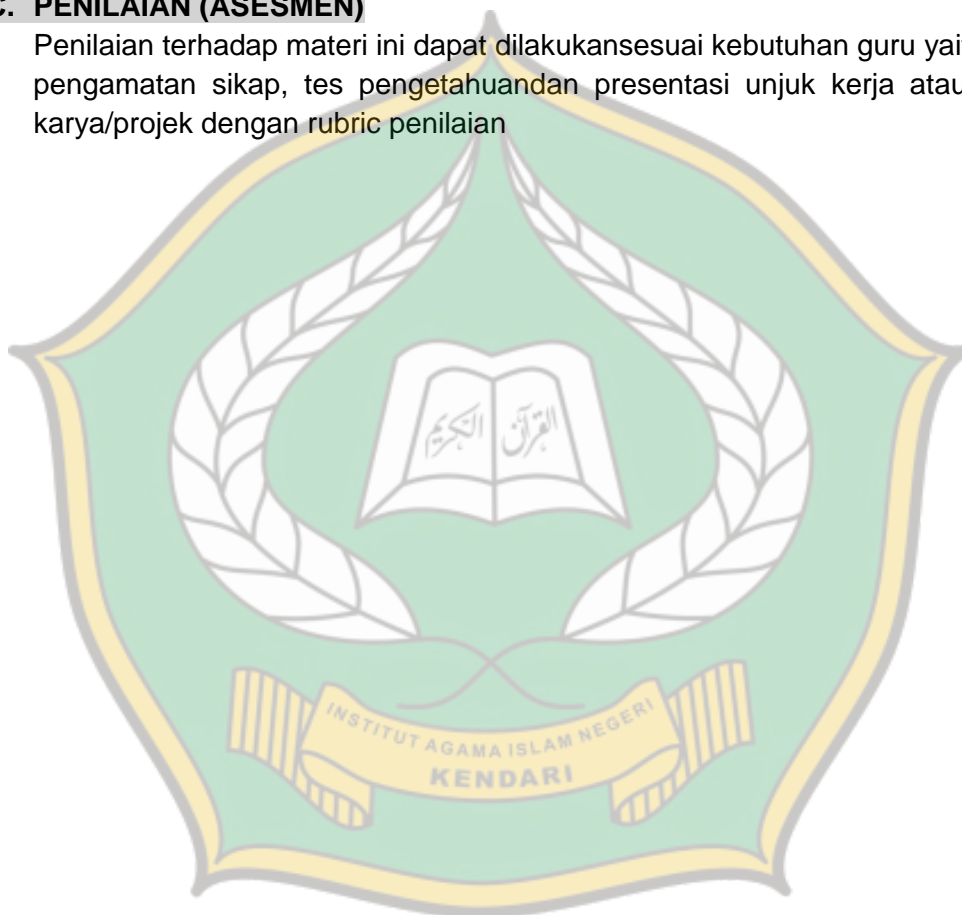 C. PENILAIAN (ASESMEN)
Penilaian terhadap materi ini dapat dilakukansesuai kebutuhan guru yait
pengamatan sikap, tes pengetahuandan presentasi unjuk kerja atau
karya/projek dengan rubric penilaian
القرآن الكريم
INSTITUT AGAMA ISLAM NEGERI
KENDARI